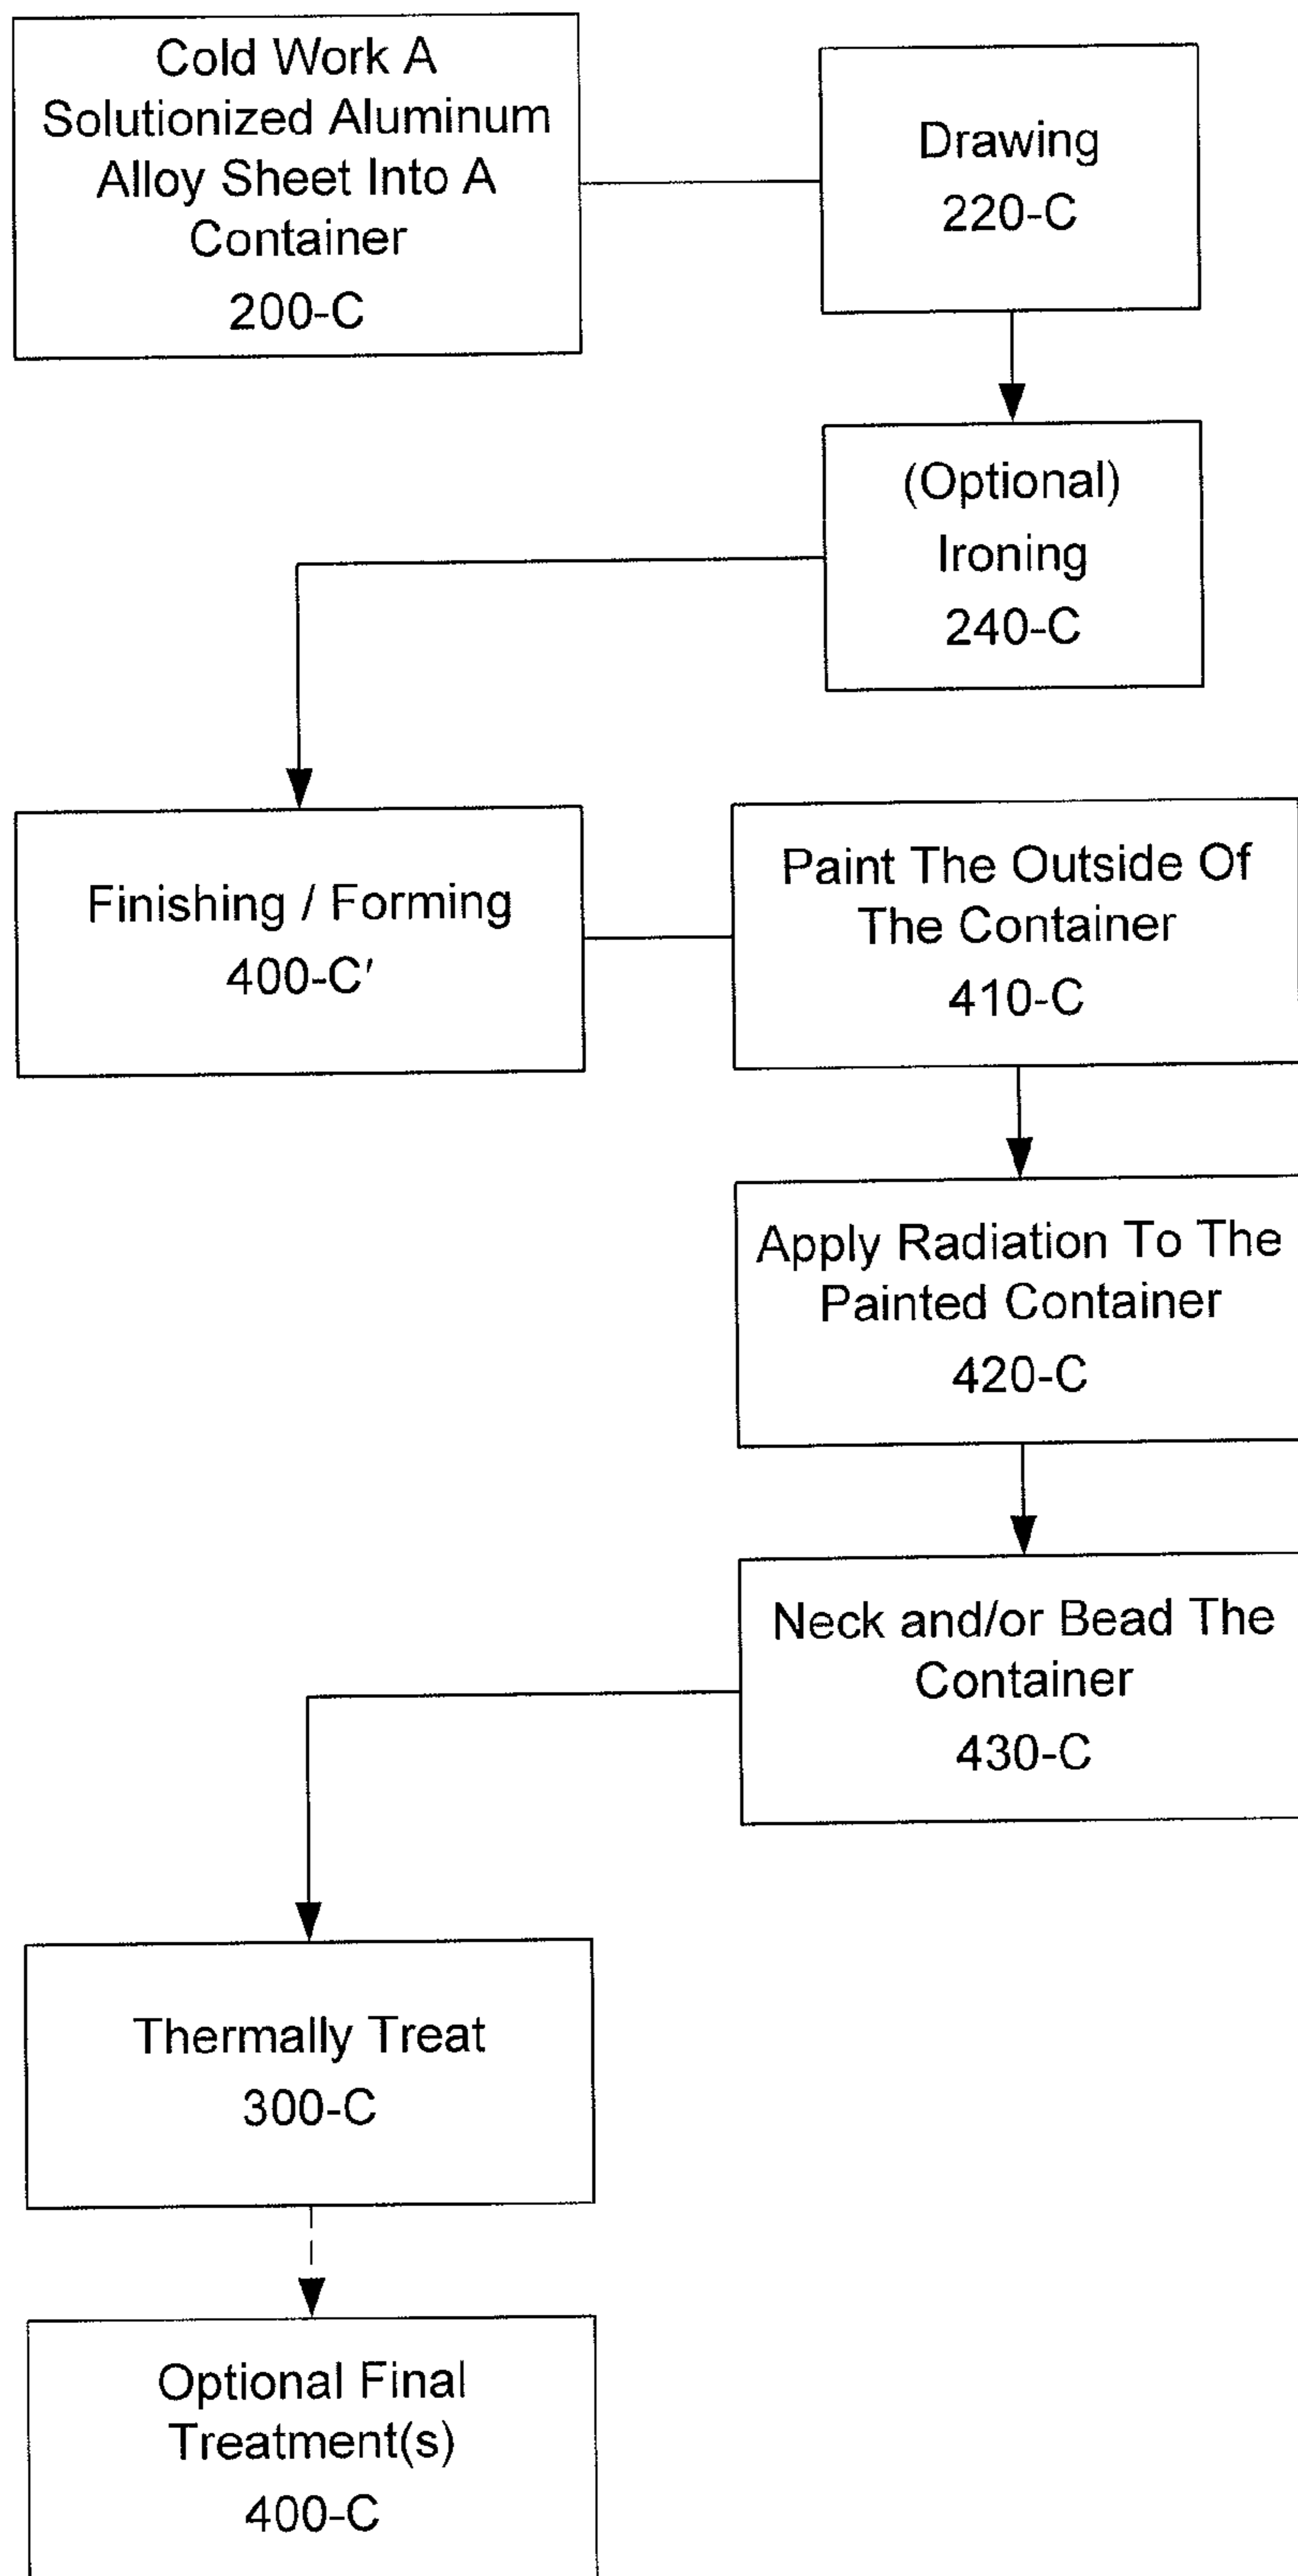 Cold Work A
Solutionized Aluminum
Alloy Sheet Into A
Container
200-C
Drawing
220-C
(Optional)
Ironing
240-C
Finishing / Forming
400-C'
Paint The Outside Of
The Container
410-C
Apply Radiation To The
Painted Container
420-C
Neck and/or Bead The
Container
430-C
Thermally Treat
300-C
Optional Final
Treatment(s)
400-C